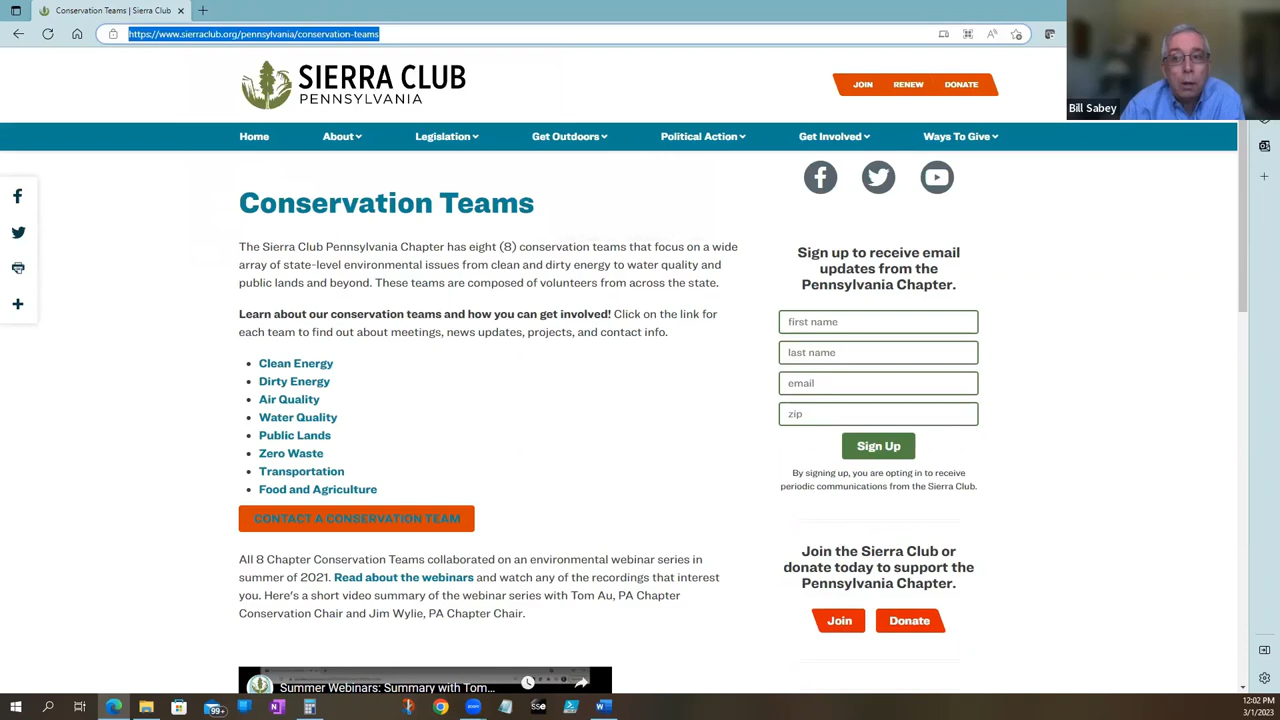 Conservation Teams | Sierra Club
https://www.sierraclub.org/pennsylvania/conservation-teams
Bill Sabey
SIERRA CLUB
PENNSYLVANIA
JOIN RENEW DONATE
Home About Legislation Get Outdoors Political Action Get Involved Ways To Give
Conservation Teams
The Sierra Club Pennsylvania Chapter has eight (8) conservation teams that focus on a wide
array of state-level environmental issues from clean and dirty energy to water quality and
public lands and beyond. These teams are composed of volunteers from across the state.
Learn about our conservation teams and how you can get involved! Click on the link for
each team to find out about meetings, news updates, projects, and contact info.
• Clean Energy
• Dirty Energy
• Air Quality
• Water Quality
• Public Lands
• Zero Waste
• Transportation
• Food and Agriculture
CONTACT A CONSERVATION TEAM
All 8 Chapter Conservation Teams collaborated on an environmental webinar series in
summer of 2021. Read about the webinars and watch any of the recordings that interest
you. Here's a short video summary of the webinar series with Tom Au, PA Chapter
Conservation Chair and Jim Wylie, PA Chapter Chair.
Summer Webinars: Summary with Tom...
Sign up to receive email
updates from the
Pennsylvania Chapter.
first name
last name
email
zip
Sign Up
By signing up, you are opting in to receive
periodic communications from the Sierra Club.
Join the Sierra Club or
donate today to support the
Pennsylvania Chapter.
Join Donate
99+
12:02 PM
3/1/2023